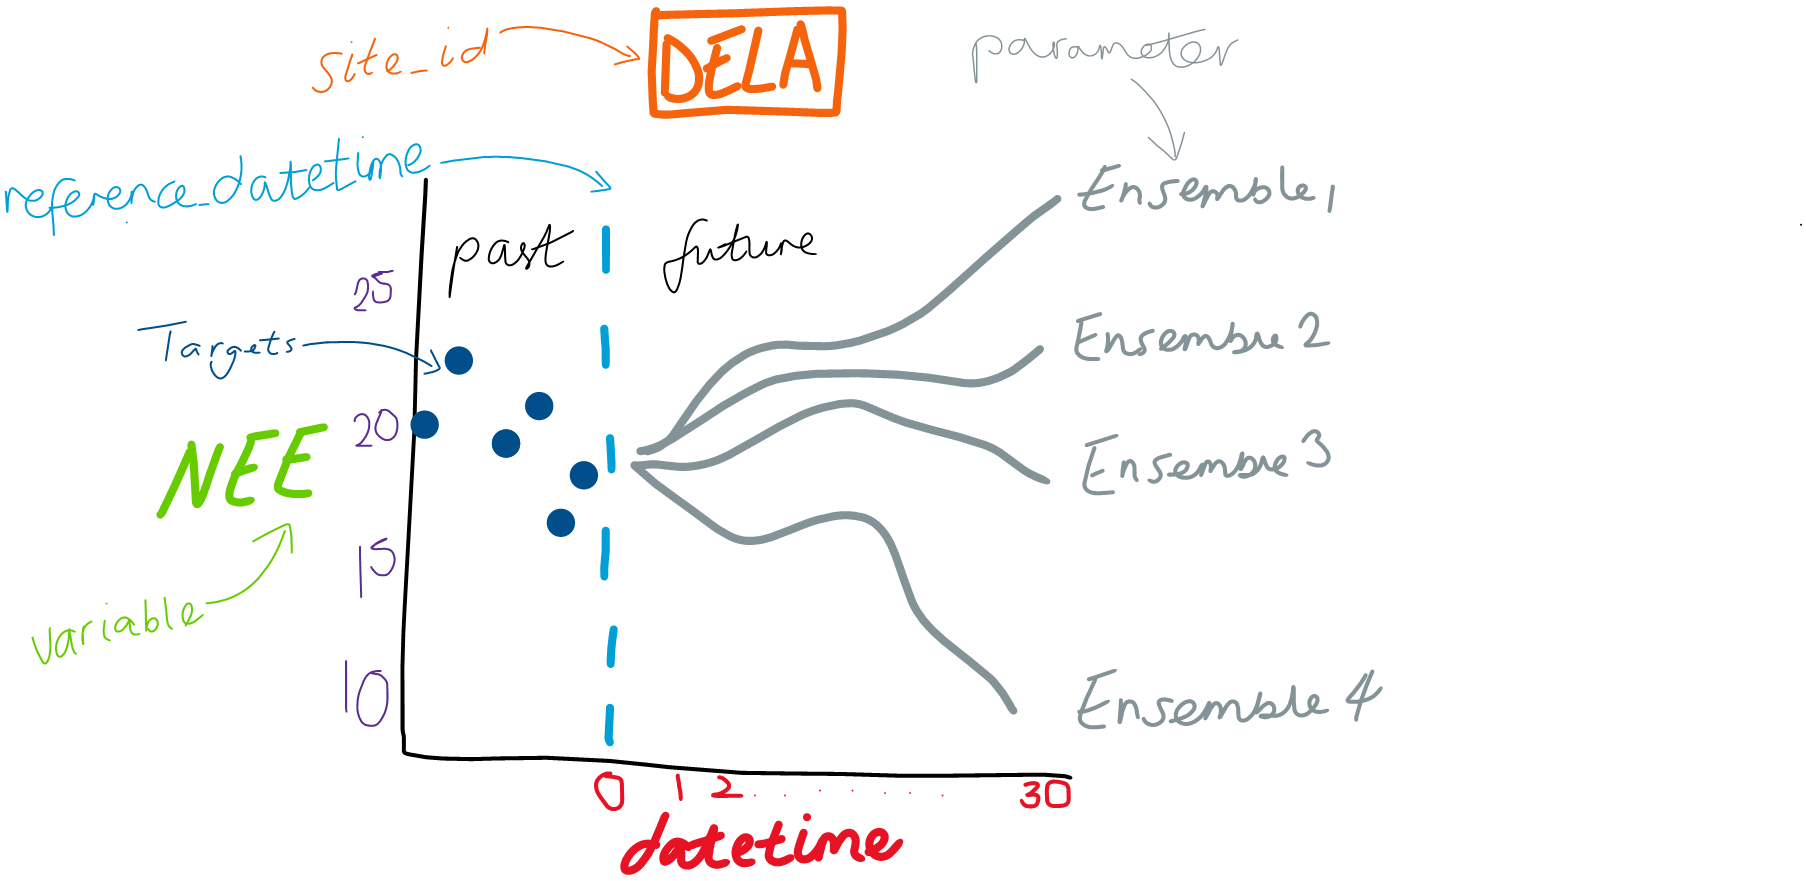 site_id
DELA
parameter
reference_datetime
past
future
Ensemble 1
25
Targets
Ensemble 2
20
NEE
Ensemble 3
15
variable
10
Ensemble 4
0 1 2 . . . . . . . . 30
datetime